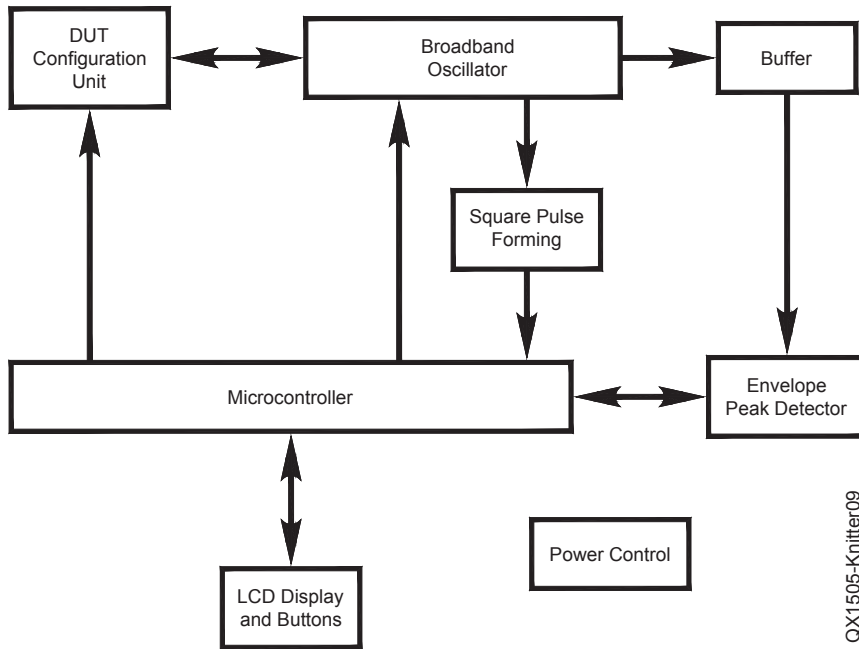 DUT
Configuration
Unit
Broadband
Oscillator
Buffer
Square Pulse
Forming
Microcontroller
Envelope
Peak Detector
Power Control
LCD Display
and Buttons
QX1505-Knitter09